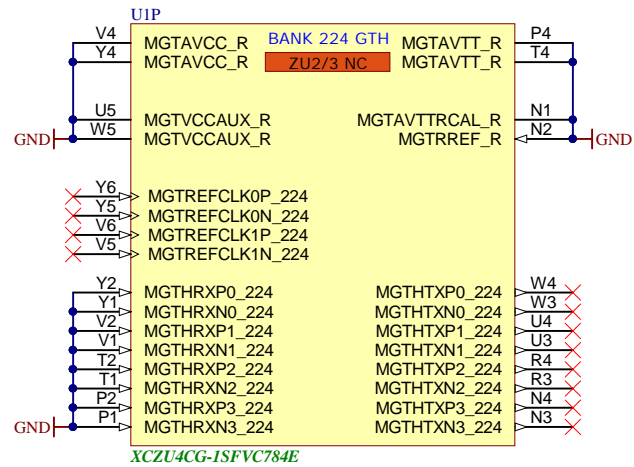 U1P
V4 MGTAVCC_R BANK 224 GTH MGTAVTT_R P4
Y4 MGTAVCC_R ZU2/3 NC MGTAVTT_R T4
U5 MGTVCCAUX_R MGTAVTTRCAL_R N1
GND W5 MGTVCCAUX_R MGTRREF_R N2 GND
Y6 MGTREFCLK0P_224
Y5 MGTREFCLK0N_224
V6 MGTREFCLK1P_224
V5 MGTREFCLK1N_224
Y2 MGTHRXP0_224 MGTHTXP0_224 W4
Y1 MGTHRXN0_224 MGTHTXN0_224 W3
V2 MGTHRXP1_224 MGTHTXP1_224 U4
V1 MGTHRXN1_224 MGTHTXN1_224 U3
T2 MGTHRXP2_224 MGTHTXP2_224 R4
T1 MGTHRXN2_224 MGTHTXN2_224 R3
P2 MGTHRXP3_224 MGTHTXP3_224 N4
GND P1 MGTHRXN3_224 MGTHTXN3_224 N3
XCZU4CG-1SFVC784E